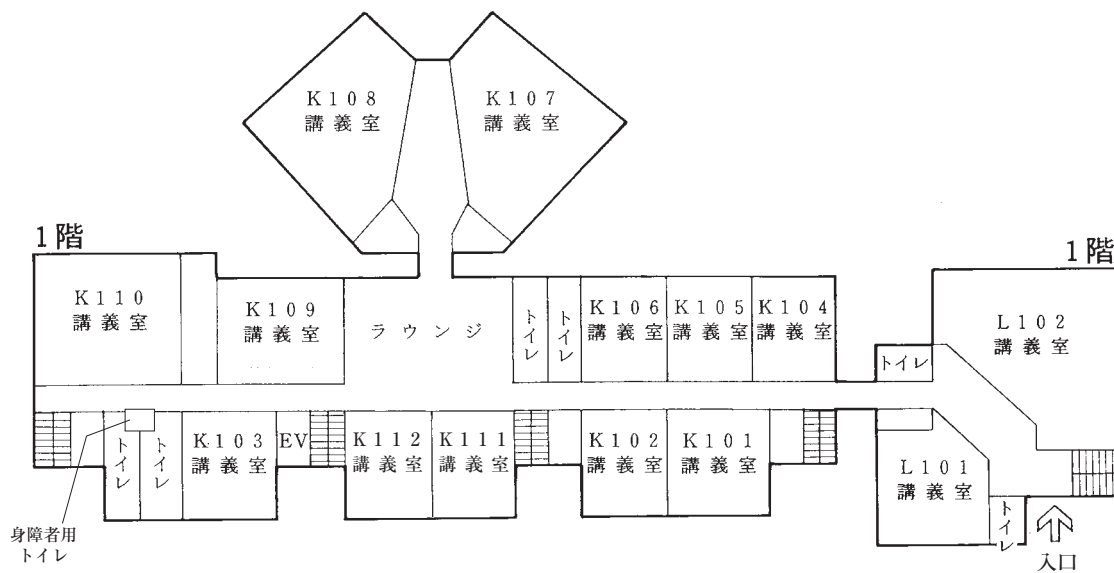 K108
講義室
K107
講義室
1階
1階
K110
講義室
K109
講義室
ラウンジ
トイレ
トイレ
K106
講義室
K105
講義室
K104
講義室
トイレ
L102
講義室
トイレ
トイレ
K103
講義室
EV
K112
講義室
K111
講義室
K102
講義室
K101
講義室
L101
講義室
トイレ
身障者用
トイレ
入口